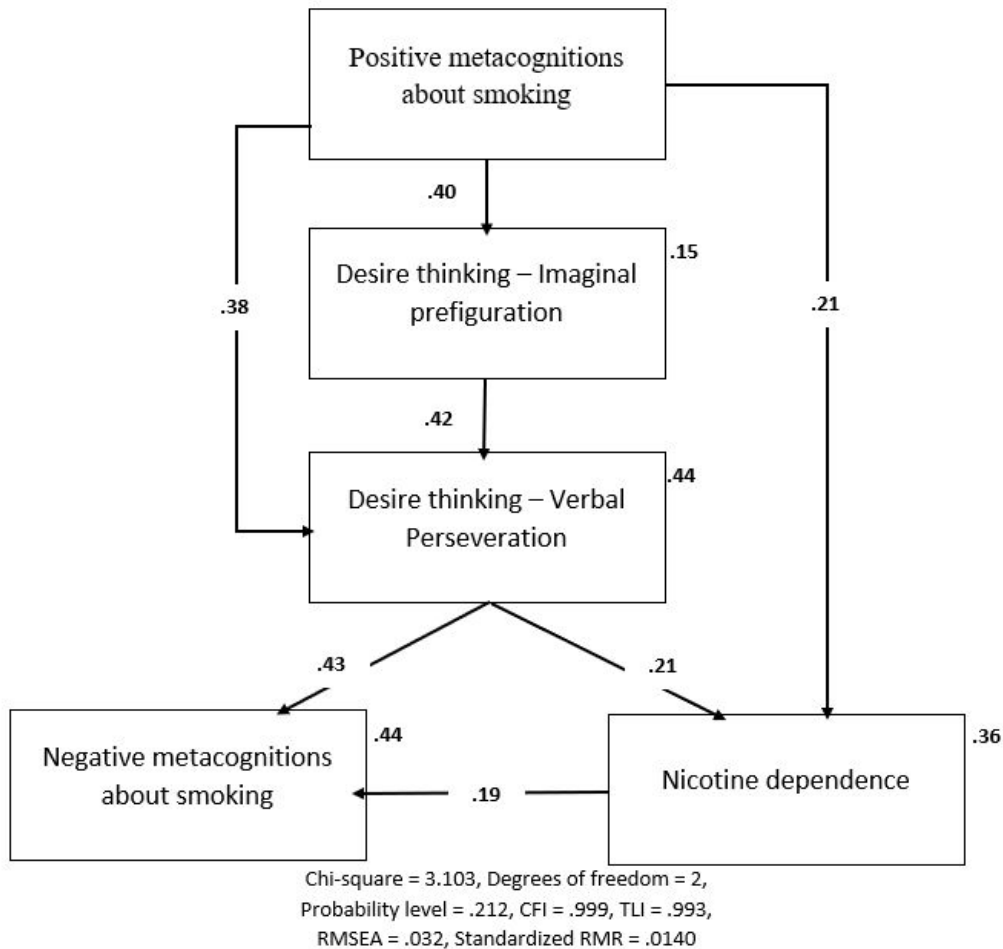 Positive metacognitions
about smoking
.40
.15
Desire thinking – Imaginal
prefiguration
.38
.21
.42
.44
Desire thinking – Verbal
Perseveration
.43
.21
.44
.36
Negative metacognitions
about smoking
Nicotine dependence
.19
Chi-square = 3.103, Degrees of freedom = 2,
Probability level = .212, CFI = .999, TLI = .993,
RMSEA = .032, Standardized RMR = .0140